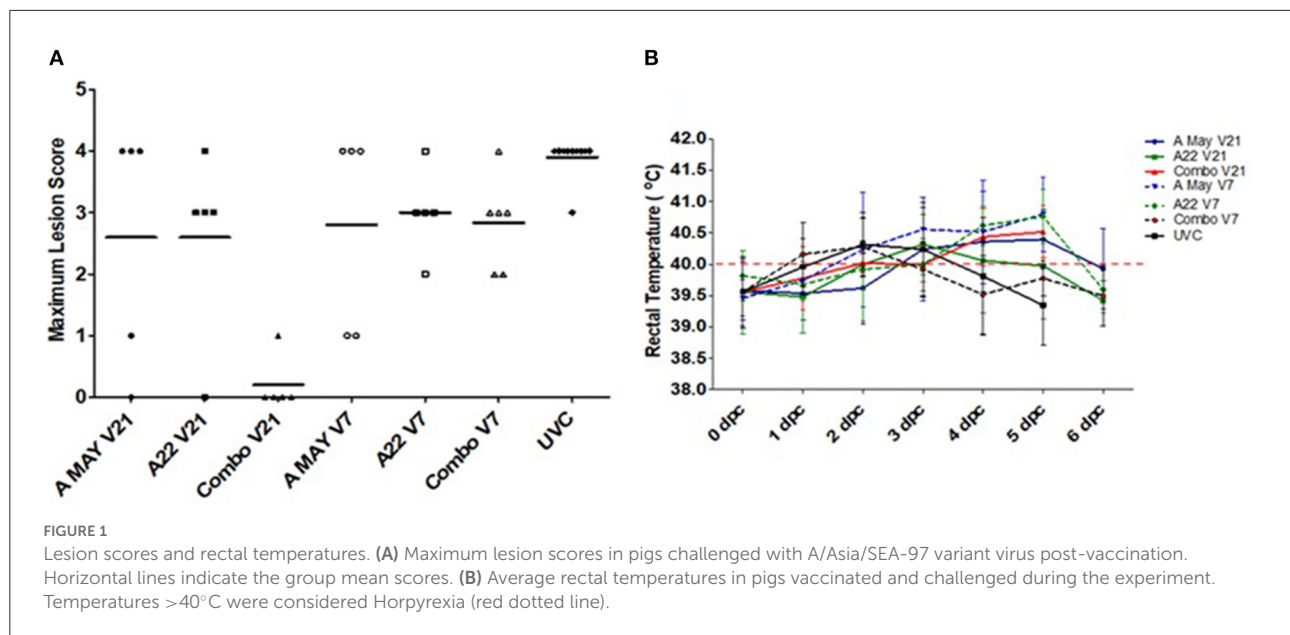 A
Maximum Lesion Score
5
4
3
2
1
0
A MAY V21
A22 V21
Combo V21
A MAY V7
A22 V7
Combo V7
UVC
B
Rectal Temperature ( °C)
42.0
41.5
41.0
40.5
40.0
39.5
39.0
38.5
38.0
0 dpc
1 dpc
2 dpc
3 dpc
4 dpc
5 dpc
6 dpc
A May V21
A22 V21
Combo V21
A May V7
A22 V7
Combo V7
UVC
FIGURE 1
Lesion scores and rectal temperatures. (A) Maximum lesion scores in pigs challenged with A/Asia/SEA-97 variant virus post-vaccination.
Horizontal lines indicate the group mean scores. (B) Average rectal temperatures in pigs vaccinated and challenged during the experiment.
Temperatures >40°C were considered Horpyrexia (red dotted line).